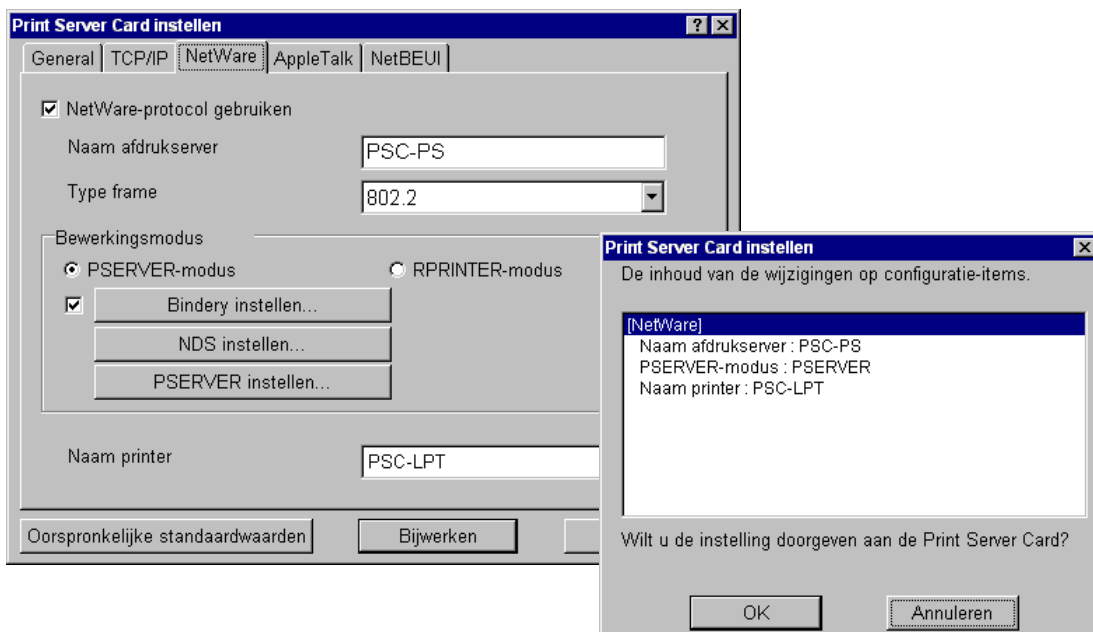 Print Server Card instellen
General TCP/IP NetWare AppleTalk NetBEUI
NetWare-protocol gebruiken
Naam afdrukserver PSC-PS
Type frame 802.2
Bewerkingsmodus
PSERVER-modus RPRINTER-modus
Bindery instellen...
NDS instellen...
PSERVER instellen...
Naam printer PSC-LPT
Oorspronkelijke standaardwaarden Bijwerken
Print Server Card instellen
De inhoud van de wijzigingen op configuratie-items.
[NetWare]
Naam afdrukserver : PSC-PS
PSERVER-modus : PSERVER
Naam printer : PSC-LPT
Wilt u de instelling doorgeven aan de Print Server Card?
OK Annuleren